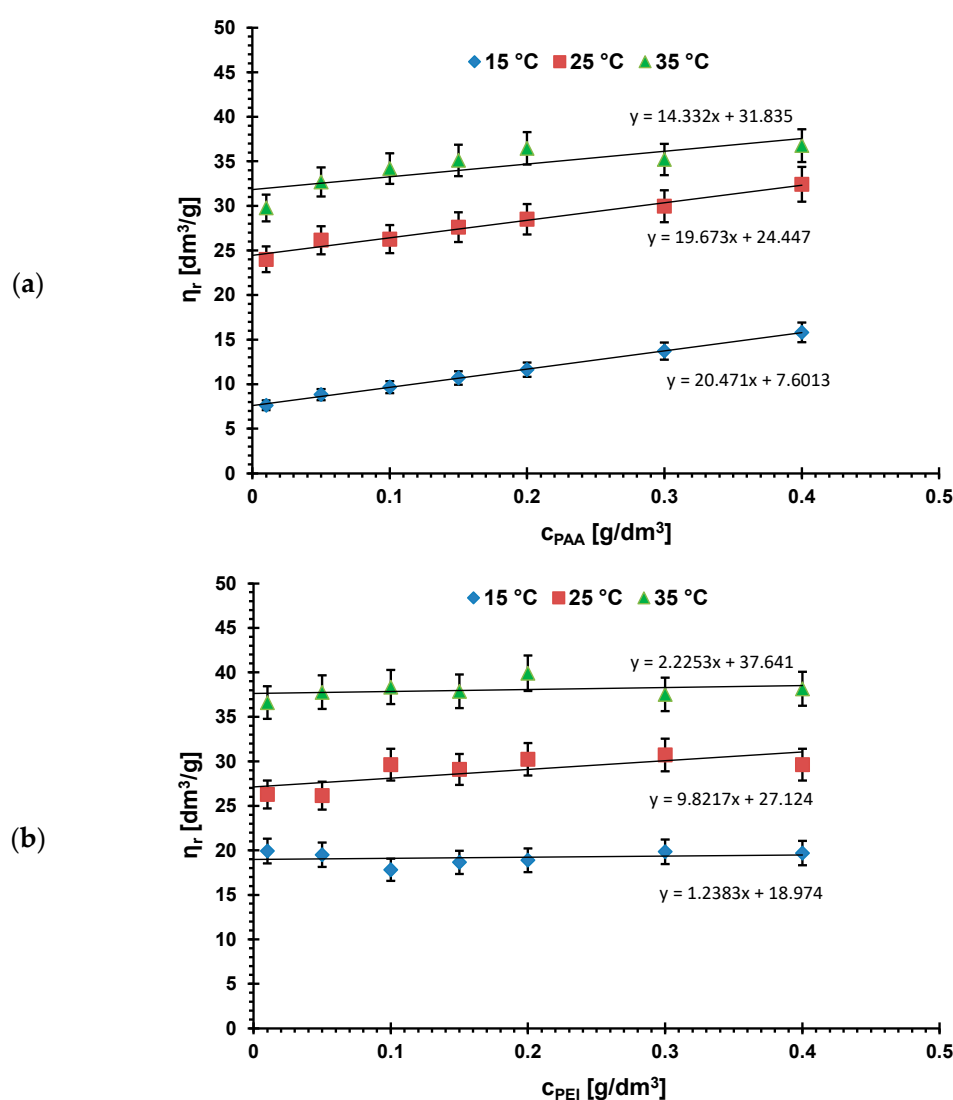 (a)
η_r [dm³/g]
50
45
40
35
30
25
20
15
10
5
0
15 °C 25 °C 35 °C
y = 14.332x + 31.835
y = 19.673x + 24.447
y = 20.471x + 7.6013
0 0.1 0.2 0.3 0.4 0.5
c_PAA [g/dm³]
(b)
η_r [dm³/g]
50
45
40
35
30
25
20
15
10
5
0
15 °C 25 °C 35 °C
y = 2.2253x + 37.641
y = 9.8217x + 27.124
y = 1.2383x + 18.974
0 0.1 0.2 0.3 0.4 0.5
c_PEI [g/dm³]